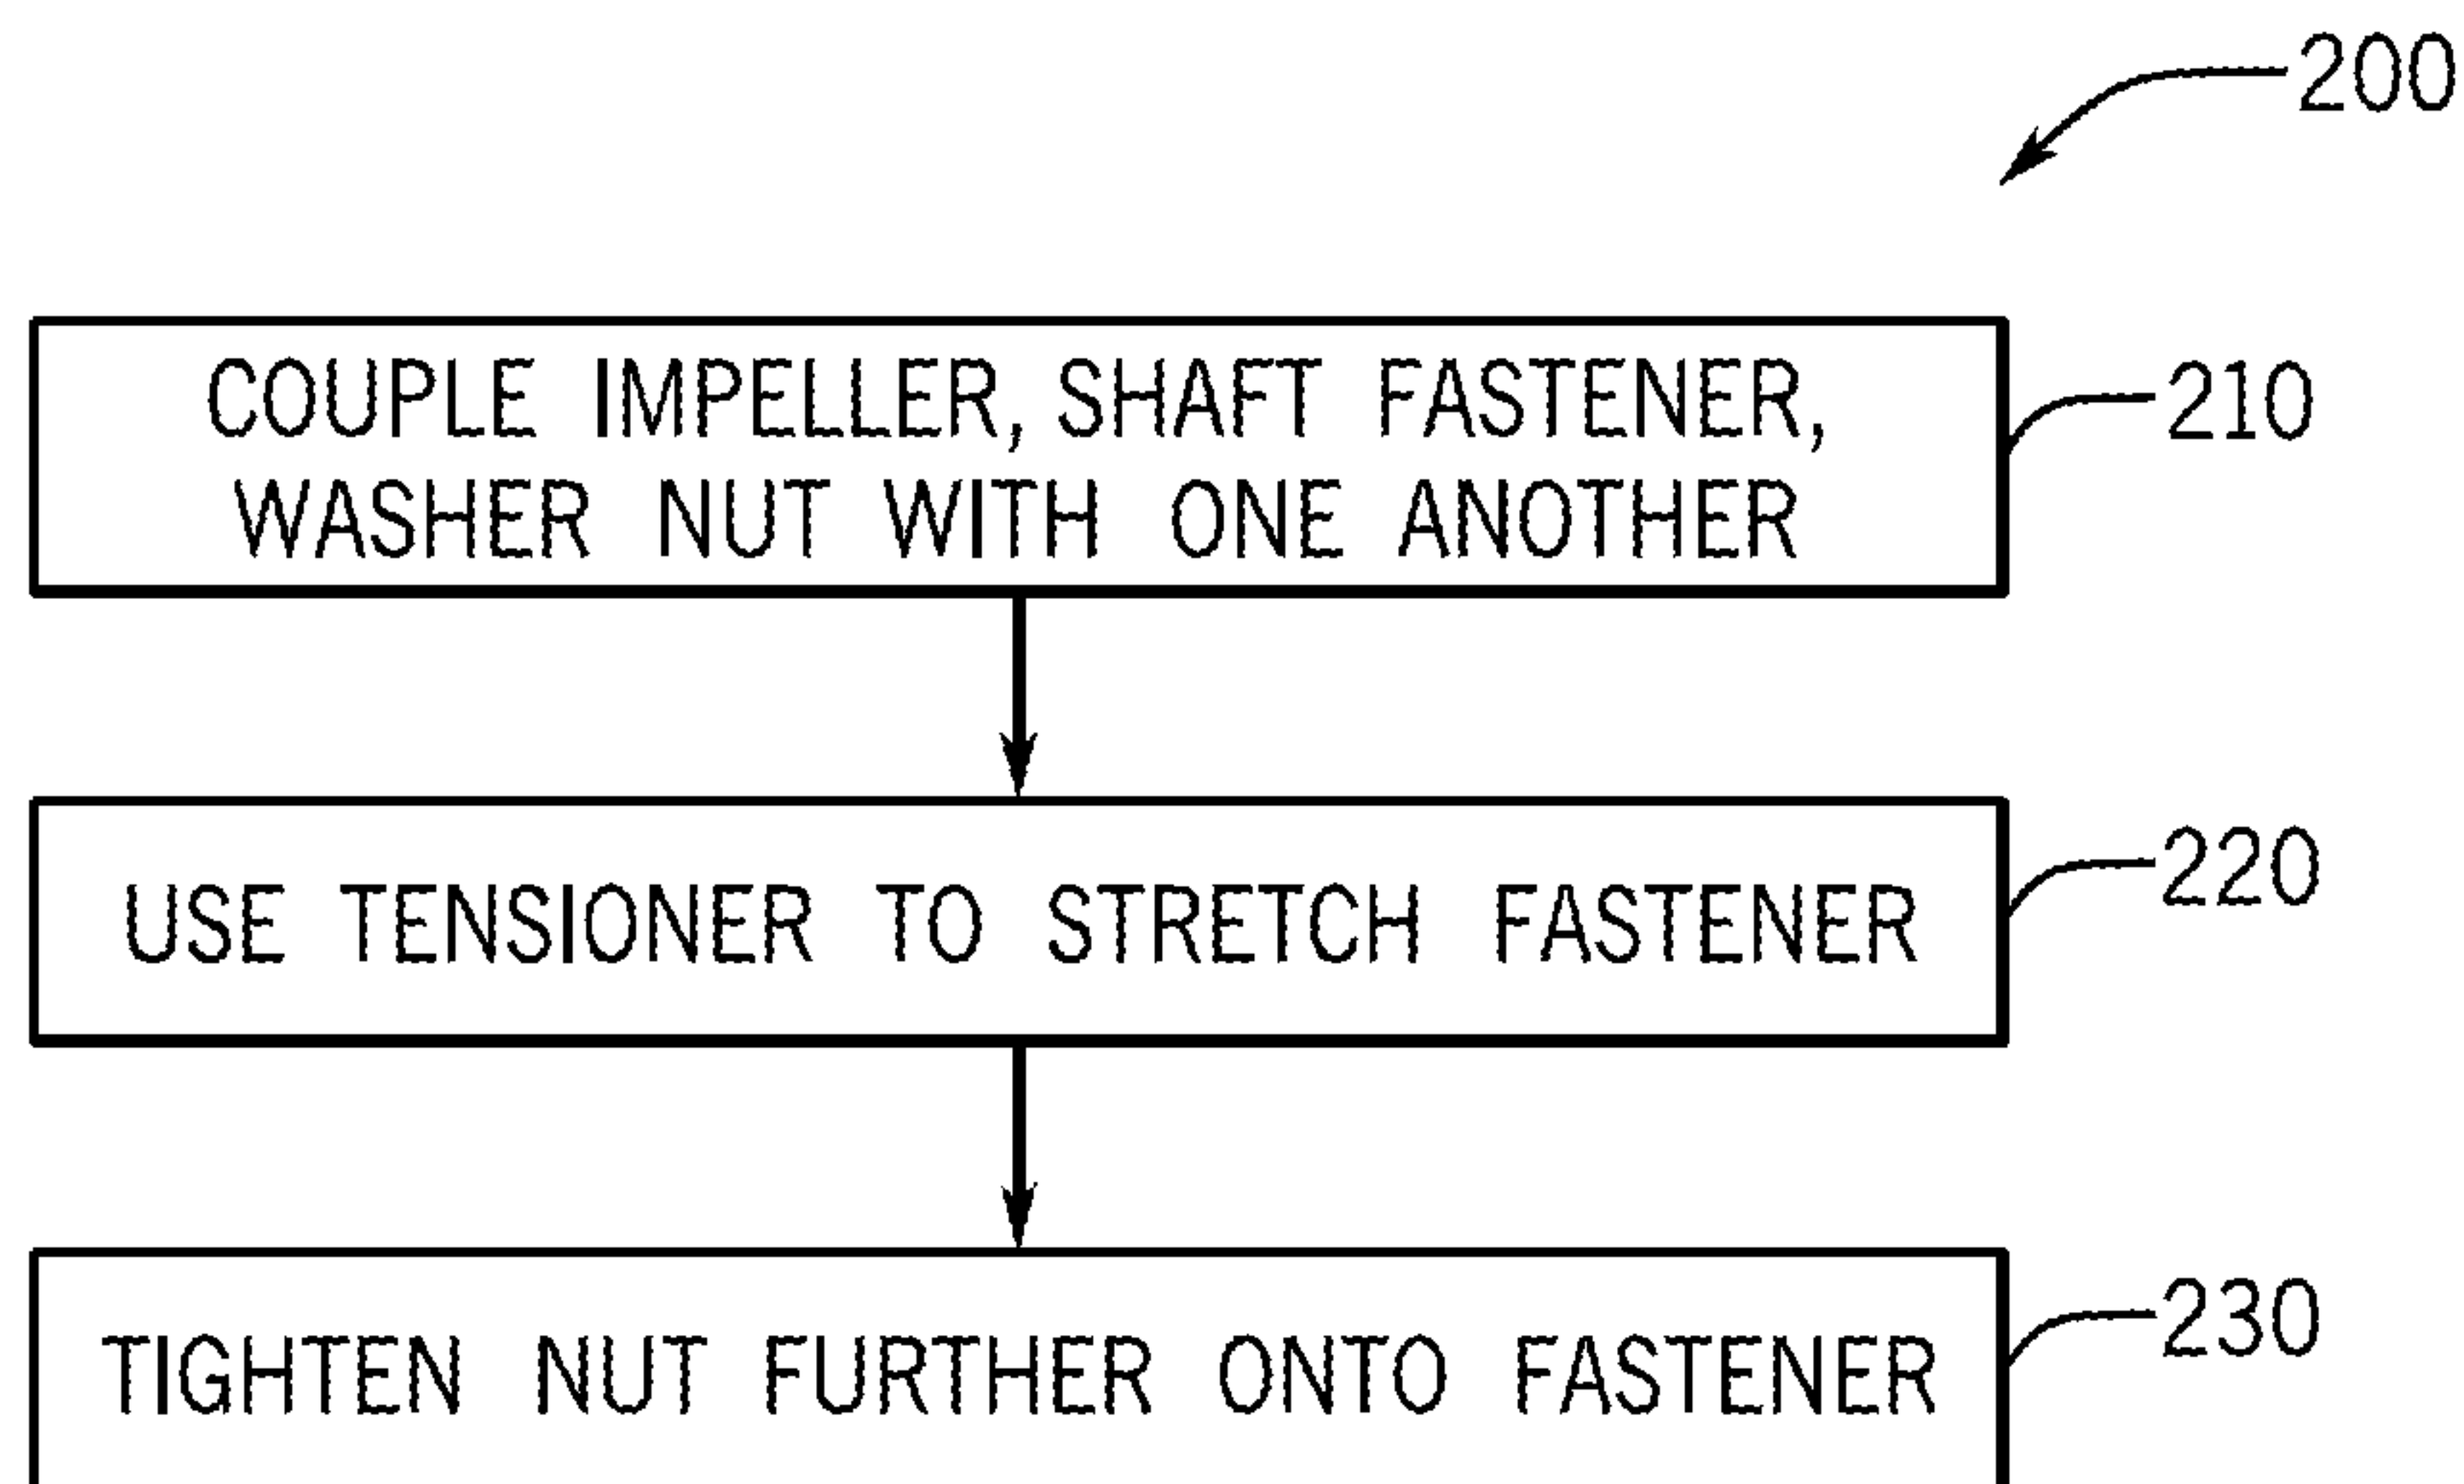 200
COUPLE IMPELLER, SHAFT FASTENER,
WASHER NUT WITH ONE ANOTHER
210
USE TENSIONER TO STRETCH FASTENER
220
TIGHTEN NUT FURTHER ONTO FASTENER
230